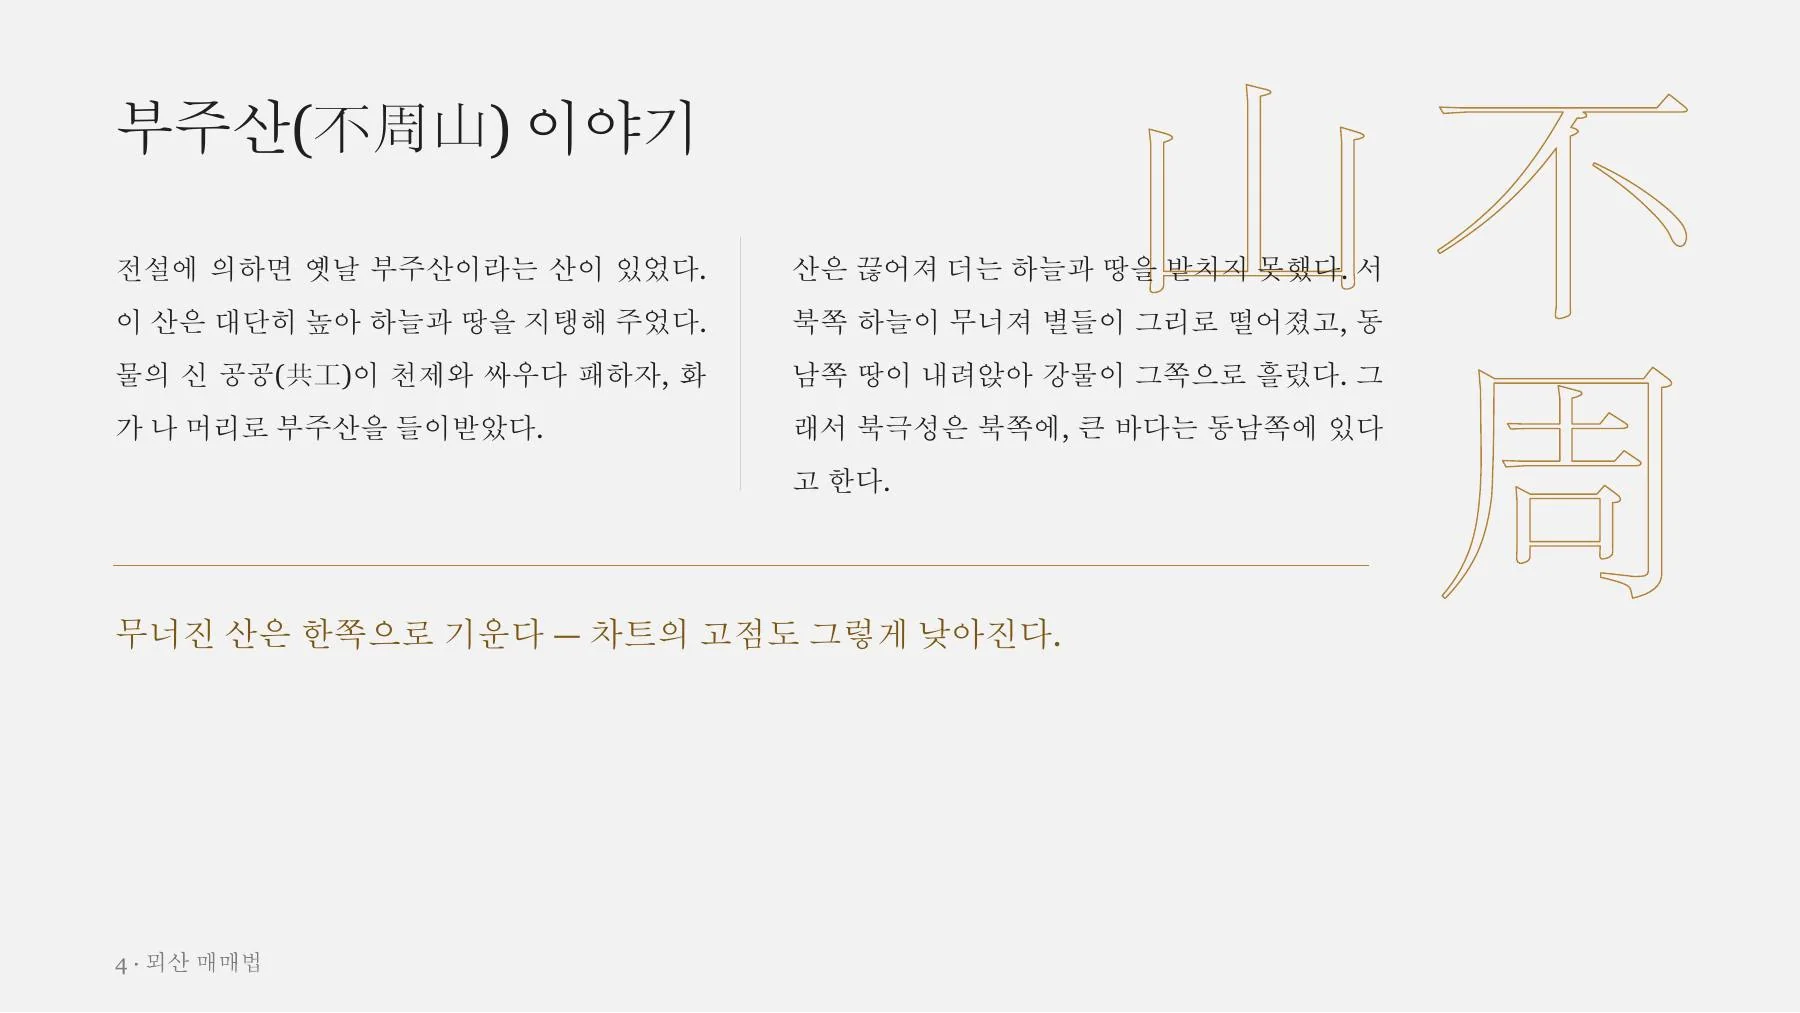 부주산(不周山) 이야기
전설에 의하면 옛날 부주산이라는 산이 있었다.
이 산은 대단히 높아 하늘과 땅을 지탱해 주었다.
물의 신 공공(共工)이 천제와 싸우다 패하자, 화
가 나 머리로 부주산을 들이받았다.
산은 끊어져 더는 하늘과 땅을 받치지 못했다. 서
북쪽 하늘이 무너져 별들이 그리로 떨어졌고, 동
남쪽 땅이 내려앉아 강물이 그쪽으로 흘렀다. 그
래서 북극성은 북쪽에, 큰 바다는 동남쪽에 있다
고 한다.
不周
山
무너진 산은 한쪽으로 기운다 — 차트의 고점도 그렇게 낮아진다.
4 · 뫼산 매매법